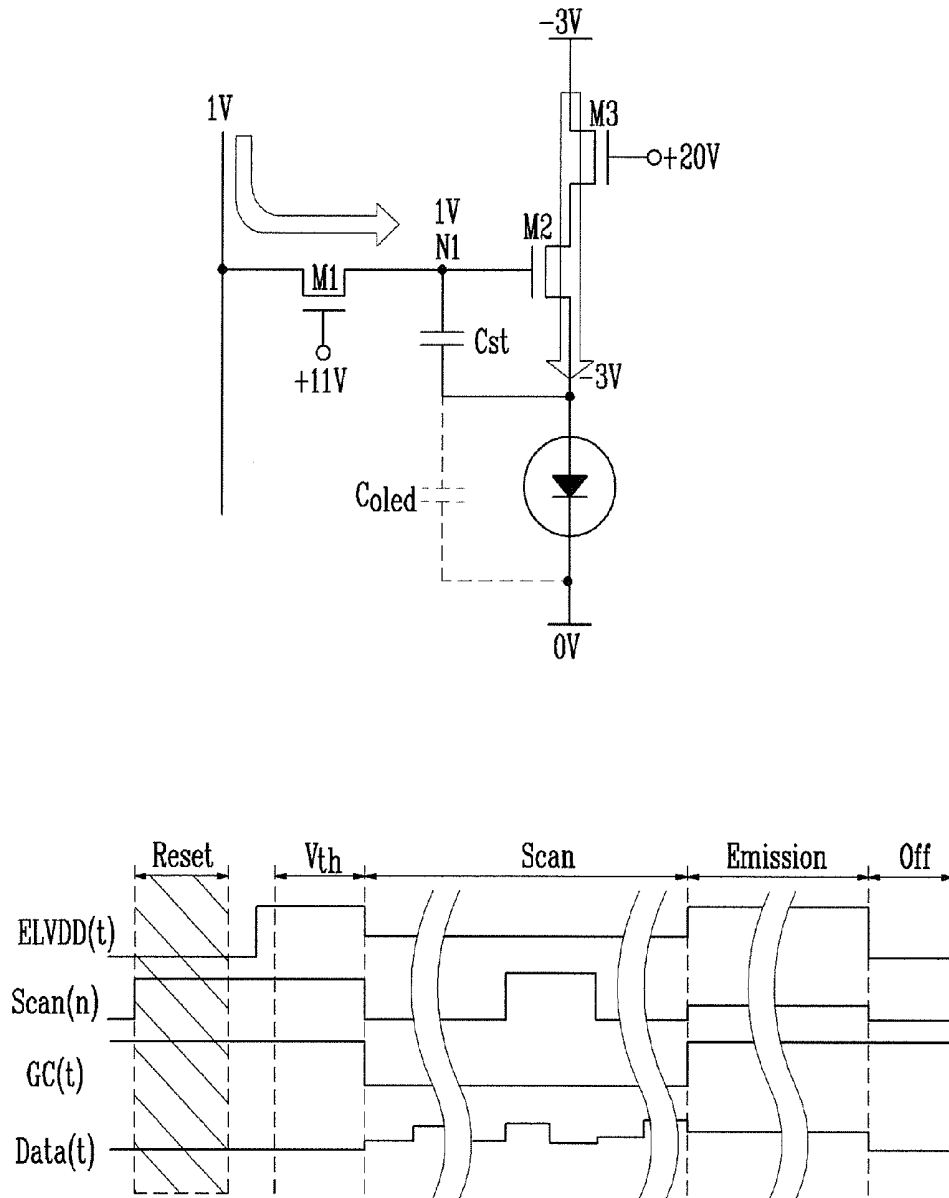 -3V
1V
M3
+20V
1V
N1
M2
M1
Cst
+11V
-3V
Coled
0V
Reset
Vth
Scan
Emission
Off
ELVDD(t)
Scan(n)
GC(t)
Data(t)